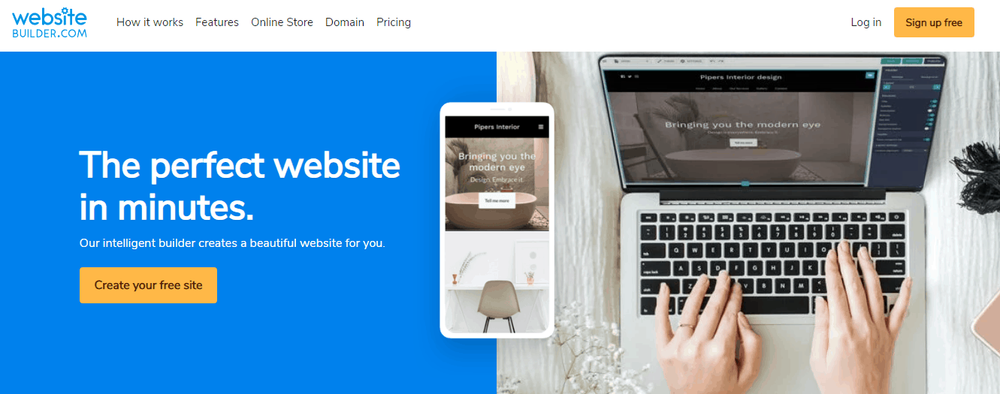 website
BUILDER.COM
How it works
Features
Online Store
Domain
Pricing
Log in
Sign up free
The perfect website
in minutes.
Our intelligent builder creates a beautiful website for you.
Create your free site
Pipers Interior
Bringing you the
modern eye
Design. Embrace it.
Tell me more
Pipers Interior design
Bringing you the modern eye
Tell me more